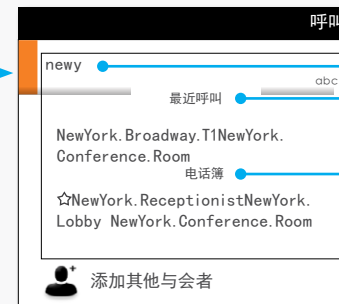 呼叫
newy
abc
最近呼叫
NewYork.Broadway.T1NewYork.
Conference.Room
电话簿
☆NewYork.ReceptionistNewYork.
Lobby NewYork.Conference.Room
添加其他与会者